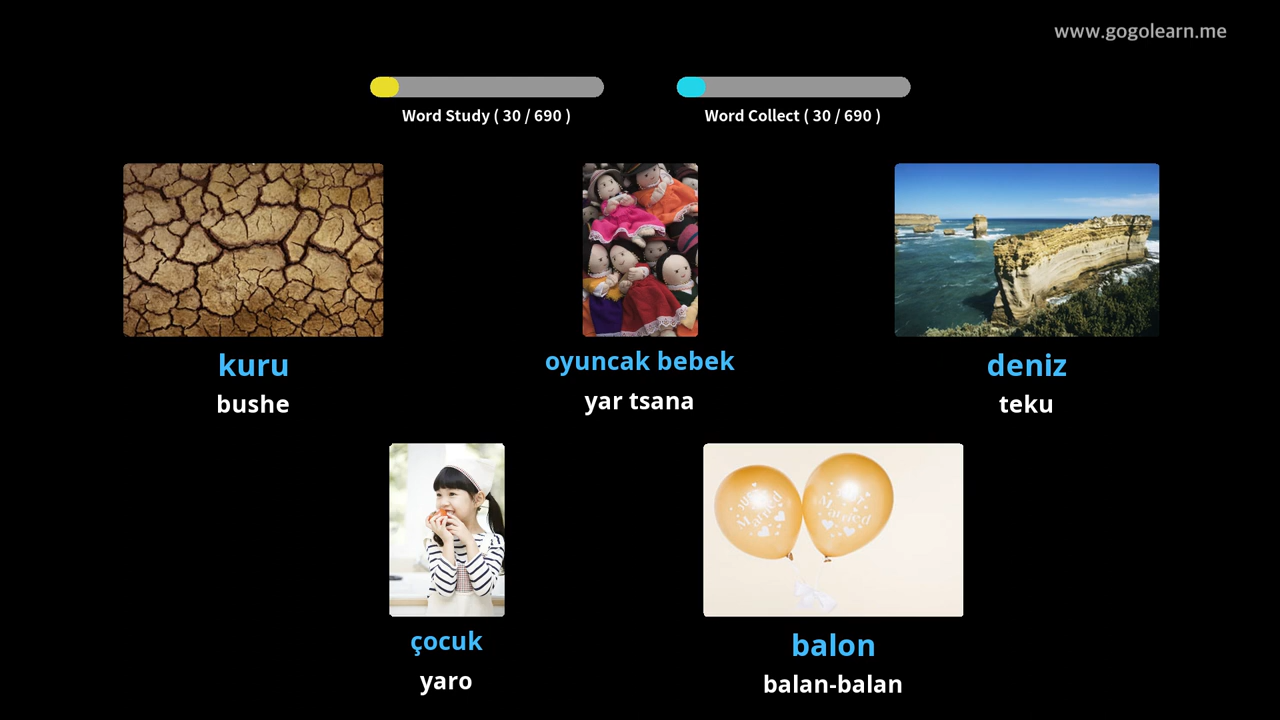 www.gogolearn.me
Word Study ( 30 / 690 )
Word Collect ( 30 / 690 )
kuru
bushe
oyuncak bebek
yar tsana
deniz
teku
çocuk
yaro
balon
balan-balan